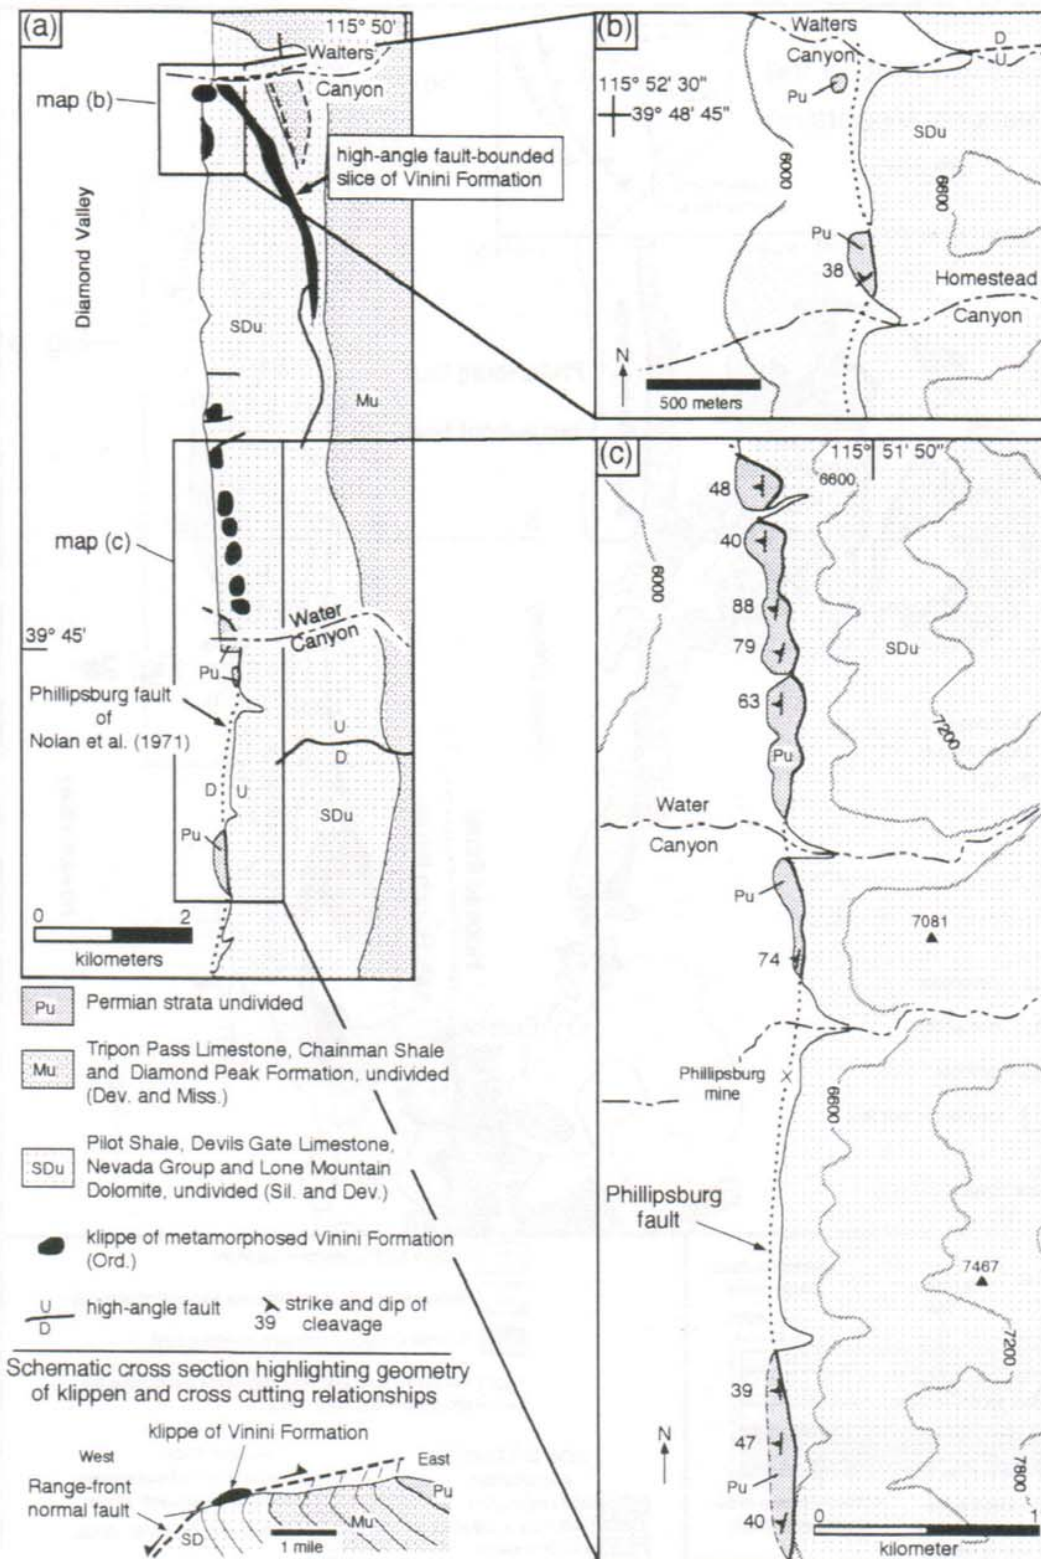 (a)
115° 50'
Walters
Canyon
map (b)
high-angle fault-bounded
slice of Vinini Formation
Diamond Valley
SDu
Mu
map (c)
Water
Canyon
39° 45'
Pu
Phillipsburg fault
of
Nolan et al. (1971)
U
D
D
U
SDu
Pu
0
2
kilometers
(b)
Walters
Canyon
D
U
115° 52' 30"
39° 48' 45"
Pu
SDu
6000
6600
Pu
38
Homestead
Canyon
N
500 meters
(c)
115° 51' 50"
6600
48
40
6000
88
79
SDu
63
7200
Pu
Water
Canyon
Pu
7081
74
Phillipsburg
mine
X
6600
Phillipsburg
fault
7467
7200
39
N
47
7800
Pu
40
0
1
kilometer
Pu Permian strata undivided
Mu Tripon Pass Limestone, Chainman Shale
and Diamond Peak Formation, undivided
(Dev. and Miss.)
SDu Pilot Shale, Devils Gate Limestone,
Nevada Group and Lone Mountain
Dolomite, undivided (Sil. and Dev.)
klippe of metamorphosed Vinini Formation
(Ord.)
U
D
high-angle fault
39
strike and dip of
cleavage
Schematic cross section highlighting geometry
of klippen and cross cutting relationships
klippe of Vinini Formation
West
East
Range-front
normal fault
Pu
SD
Mu
1 mile